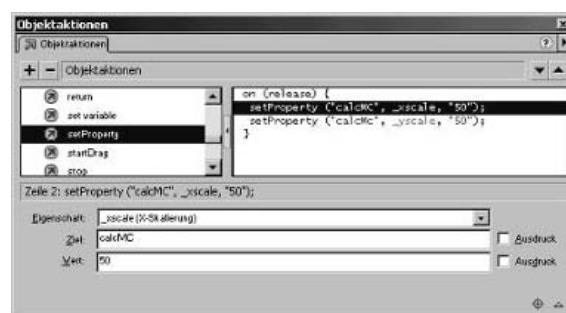 Objektaktionen
Objektaktionen
+ − Objektaktionen
return
set variable
setProperty
startDrag
stop
on (release) {
setProperty ("calcMC", _xscale, "50");
setProperty ("calcMc", _yscale, "50");
}
Zeile 2: setProperty ("calcMC", _xscale, "50");
Eigenschaft: _xscale (X-Skalierung)
Ziel: calcMC Ausdruck
Wert: 50 Ausdruck